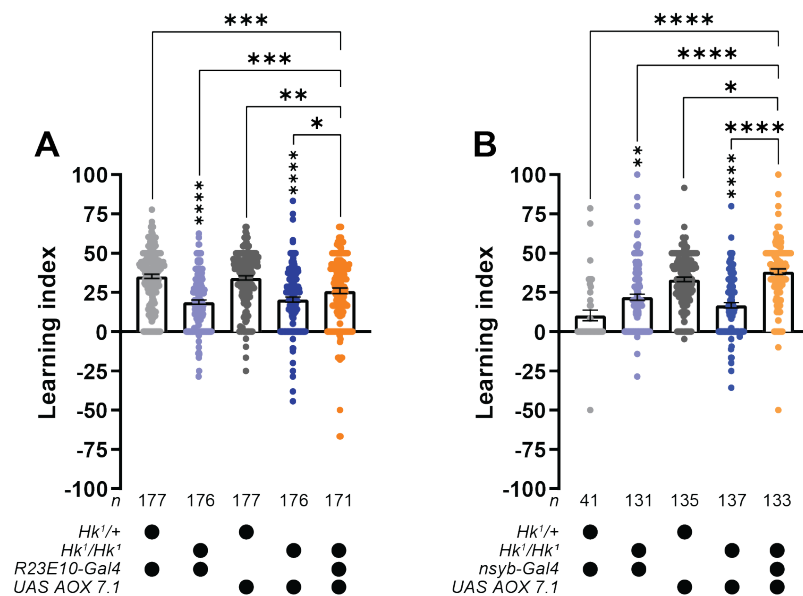 *** ****
*** ****
** *
* ****
A B
**** **** ** ****
100 100
75 75
50 50
25 25
0 0
-25 -25
-50 -50
-75 -75
-100 -100
Learning index Learning index
n 177 176 177 176 171 n 41 131 135 137 133
Hk¹/+ Hk¹/+
Hk¹/Hk¹ Hk¹/Hk¹
R23E10-Gal4 nsyb-Gal4
UAS AOX 7.1 UAS AOX 7.1